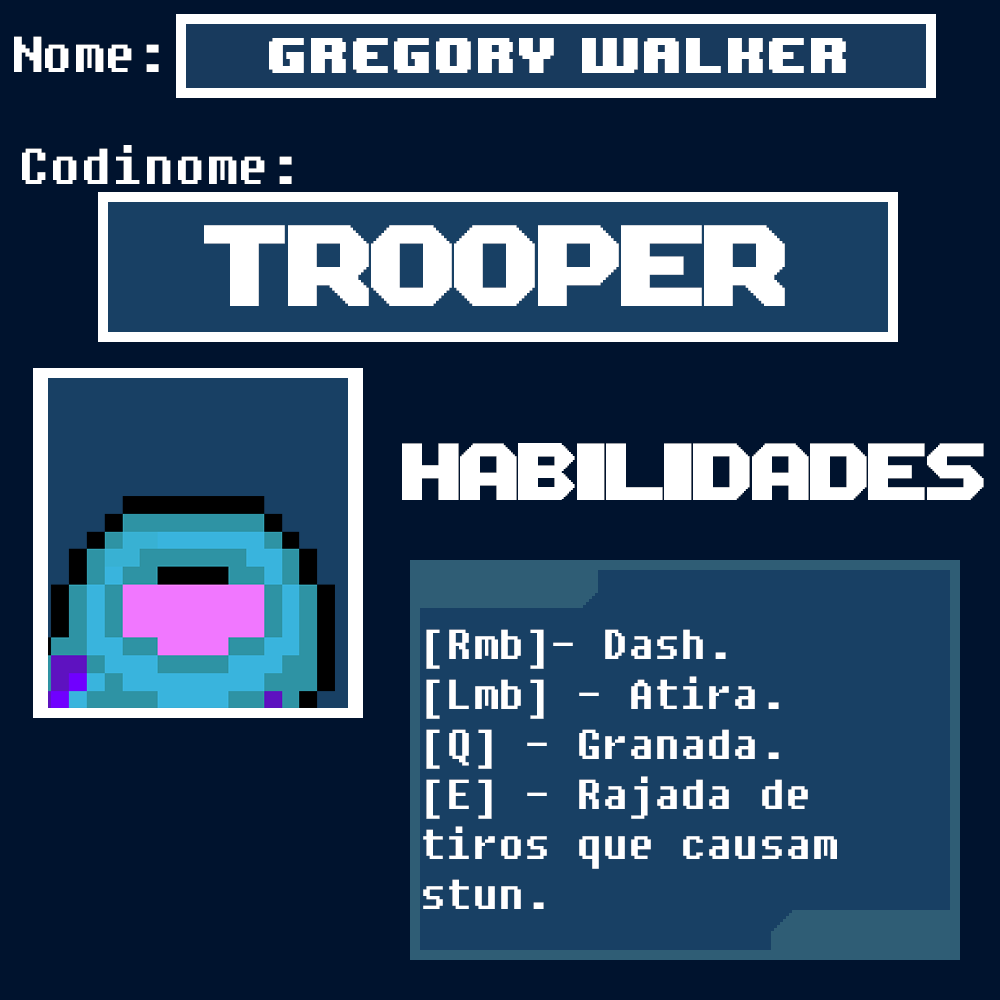 Nome: GREGORY WALKER
Codinome:
TROOPER
HABILIDADES
[Rmb]- Dash.
[Lmb] - Atira.
[Q] - Granada.
[E] - Rajada de
tiros que causam
stun.